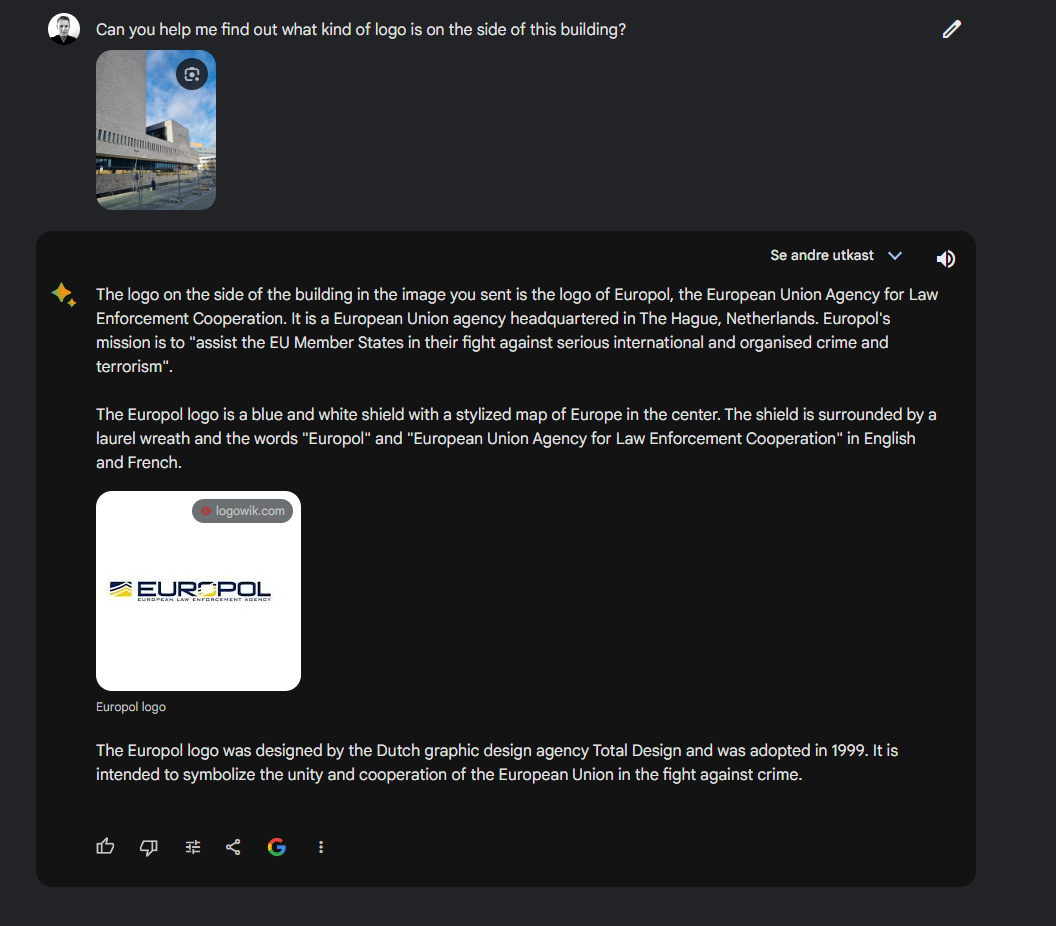 Can you help me find out what kind of logo is on the side of this building?
Se andre utkast
The logo on the side of the building in the image you sent is the logo of Europol, the European Union Agency for Law
Enforcement Cooperation. It is a European Union agency headquartered in The Hague, Netherlands. Europol's
mission is to "assist the EU Member States in their fight against serious international and organised crime and
terrorism".
The Europol logo is a blue and white shield with a stylized map of Europe in the center. The shield is surrounded by a
laurel wreath and the words "Europol" and "European Union Agency for Law Enforcement Cooperation" in English
and French.
logowik.com
EUROPOL
EUROPEAN LAW ENFORCEMENT AGENCY
Europol logo
The Europol logo was designed by the Dutch graphic design agency Total Design and was adopted in 1999. It is
intended to symbolize the unity and cooperation of the European Union in the fight against crime.